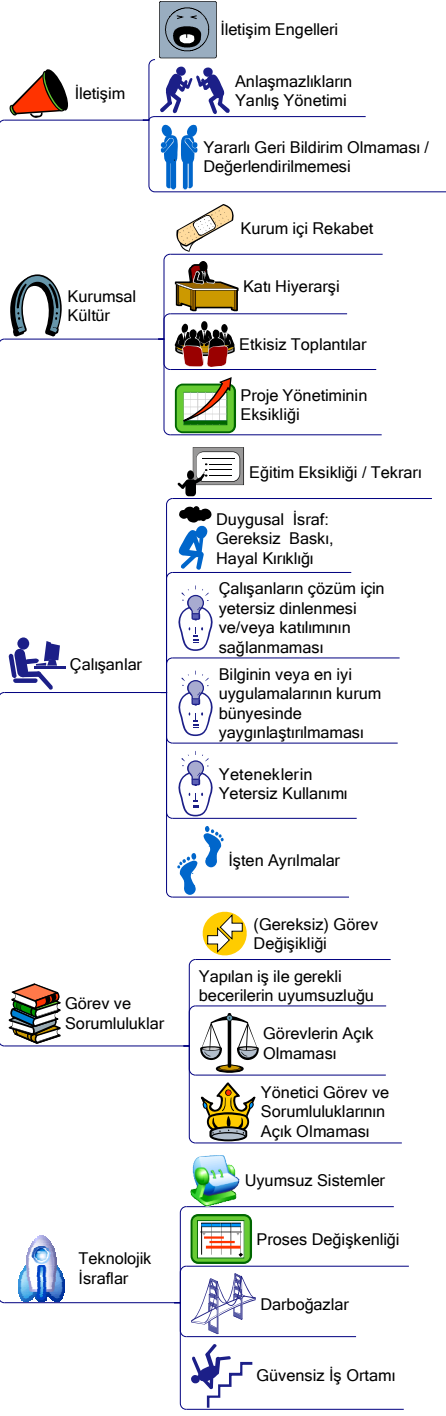 İletişim
İletişim Engelleri
Anlaşmazlıkların
Yanlış Yönetimi
Yararlı Geri Bildirim Olmaması /
Değerlendirilmemesi
Kurumsal
Kültür
Kurum içi Rekabet
Katı Hiyerarşi
Etkisiz Toplantılar
Proje Yönetiminin
Eksikliği
Çalışanlar
Eğitim Eksikliği / Tekrarı
Duygusal İsraf:
Gereksiz Baskı,
Hayal Kırıklığı
Çalışanların çözüm için
yetersiz dinlenmesi
ve/veya katılımının
sağlanmaması
Bilginin veya en iyi
uygulamalarının kurum
bünyesinde
yaygınlaştırılmaması
Yeteneklerin
Yetersiz Kullanımı
İşten Ayrılmalar
Görev ve
Sorumluluklar
(Gereksiz) Görev
Değişikliği
Yapılan iş ile gerekli
becerilerin uyumsuzluğu
Görevlerin Açık
Olmaması
Yönetici Görev ve
Sorumluluklarının
Açık Olmaması
Teknolojik
İsraflar
Uyumsuz Sistemler
Proses Değişkenliği
Darboğazlar
Güvensiz İş Ortamı